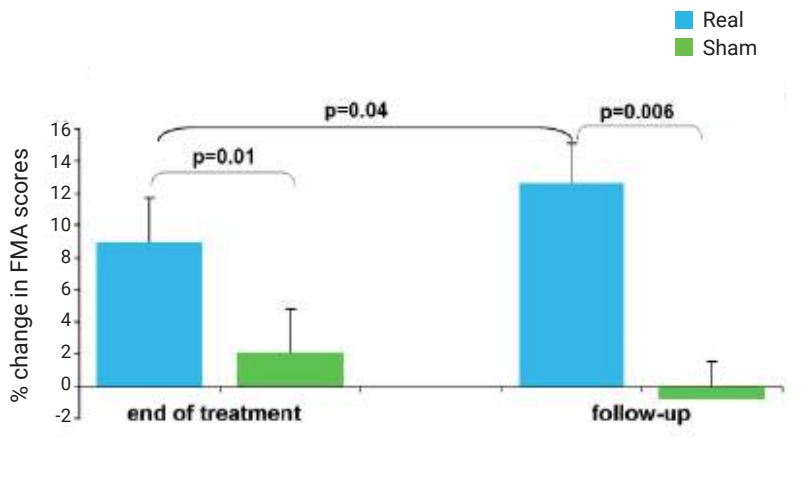 Real
Sham
p=0.04
p=0.006
p=0.01
% change in FMA scores
16
14
12
10
8
6
4
2
0
-2
end of treatment
follow-up